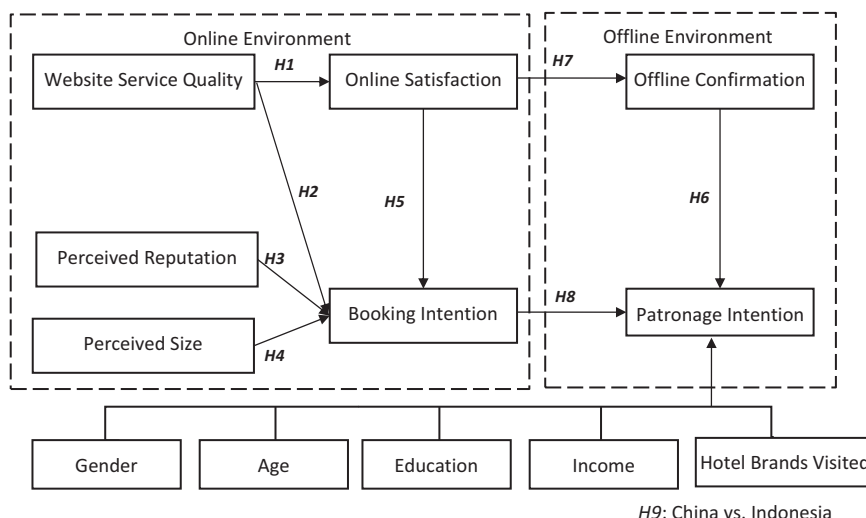 Online Environment
Offline Environment
Website Service Quality
H1
Online Satisfaction
H7
Offline Confirmation
H2
H5
H6
Perceived Reputation
H3
Booking Intention
H8
Patronage Intention
Perceived Size
H4
Gender
Age
Education
Income
Hotel Brands Visited
H9: China vs. Indonesia